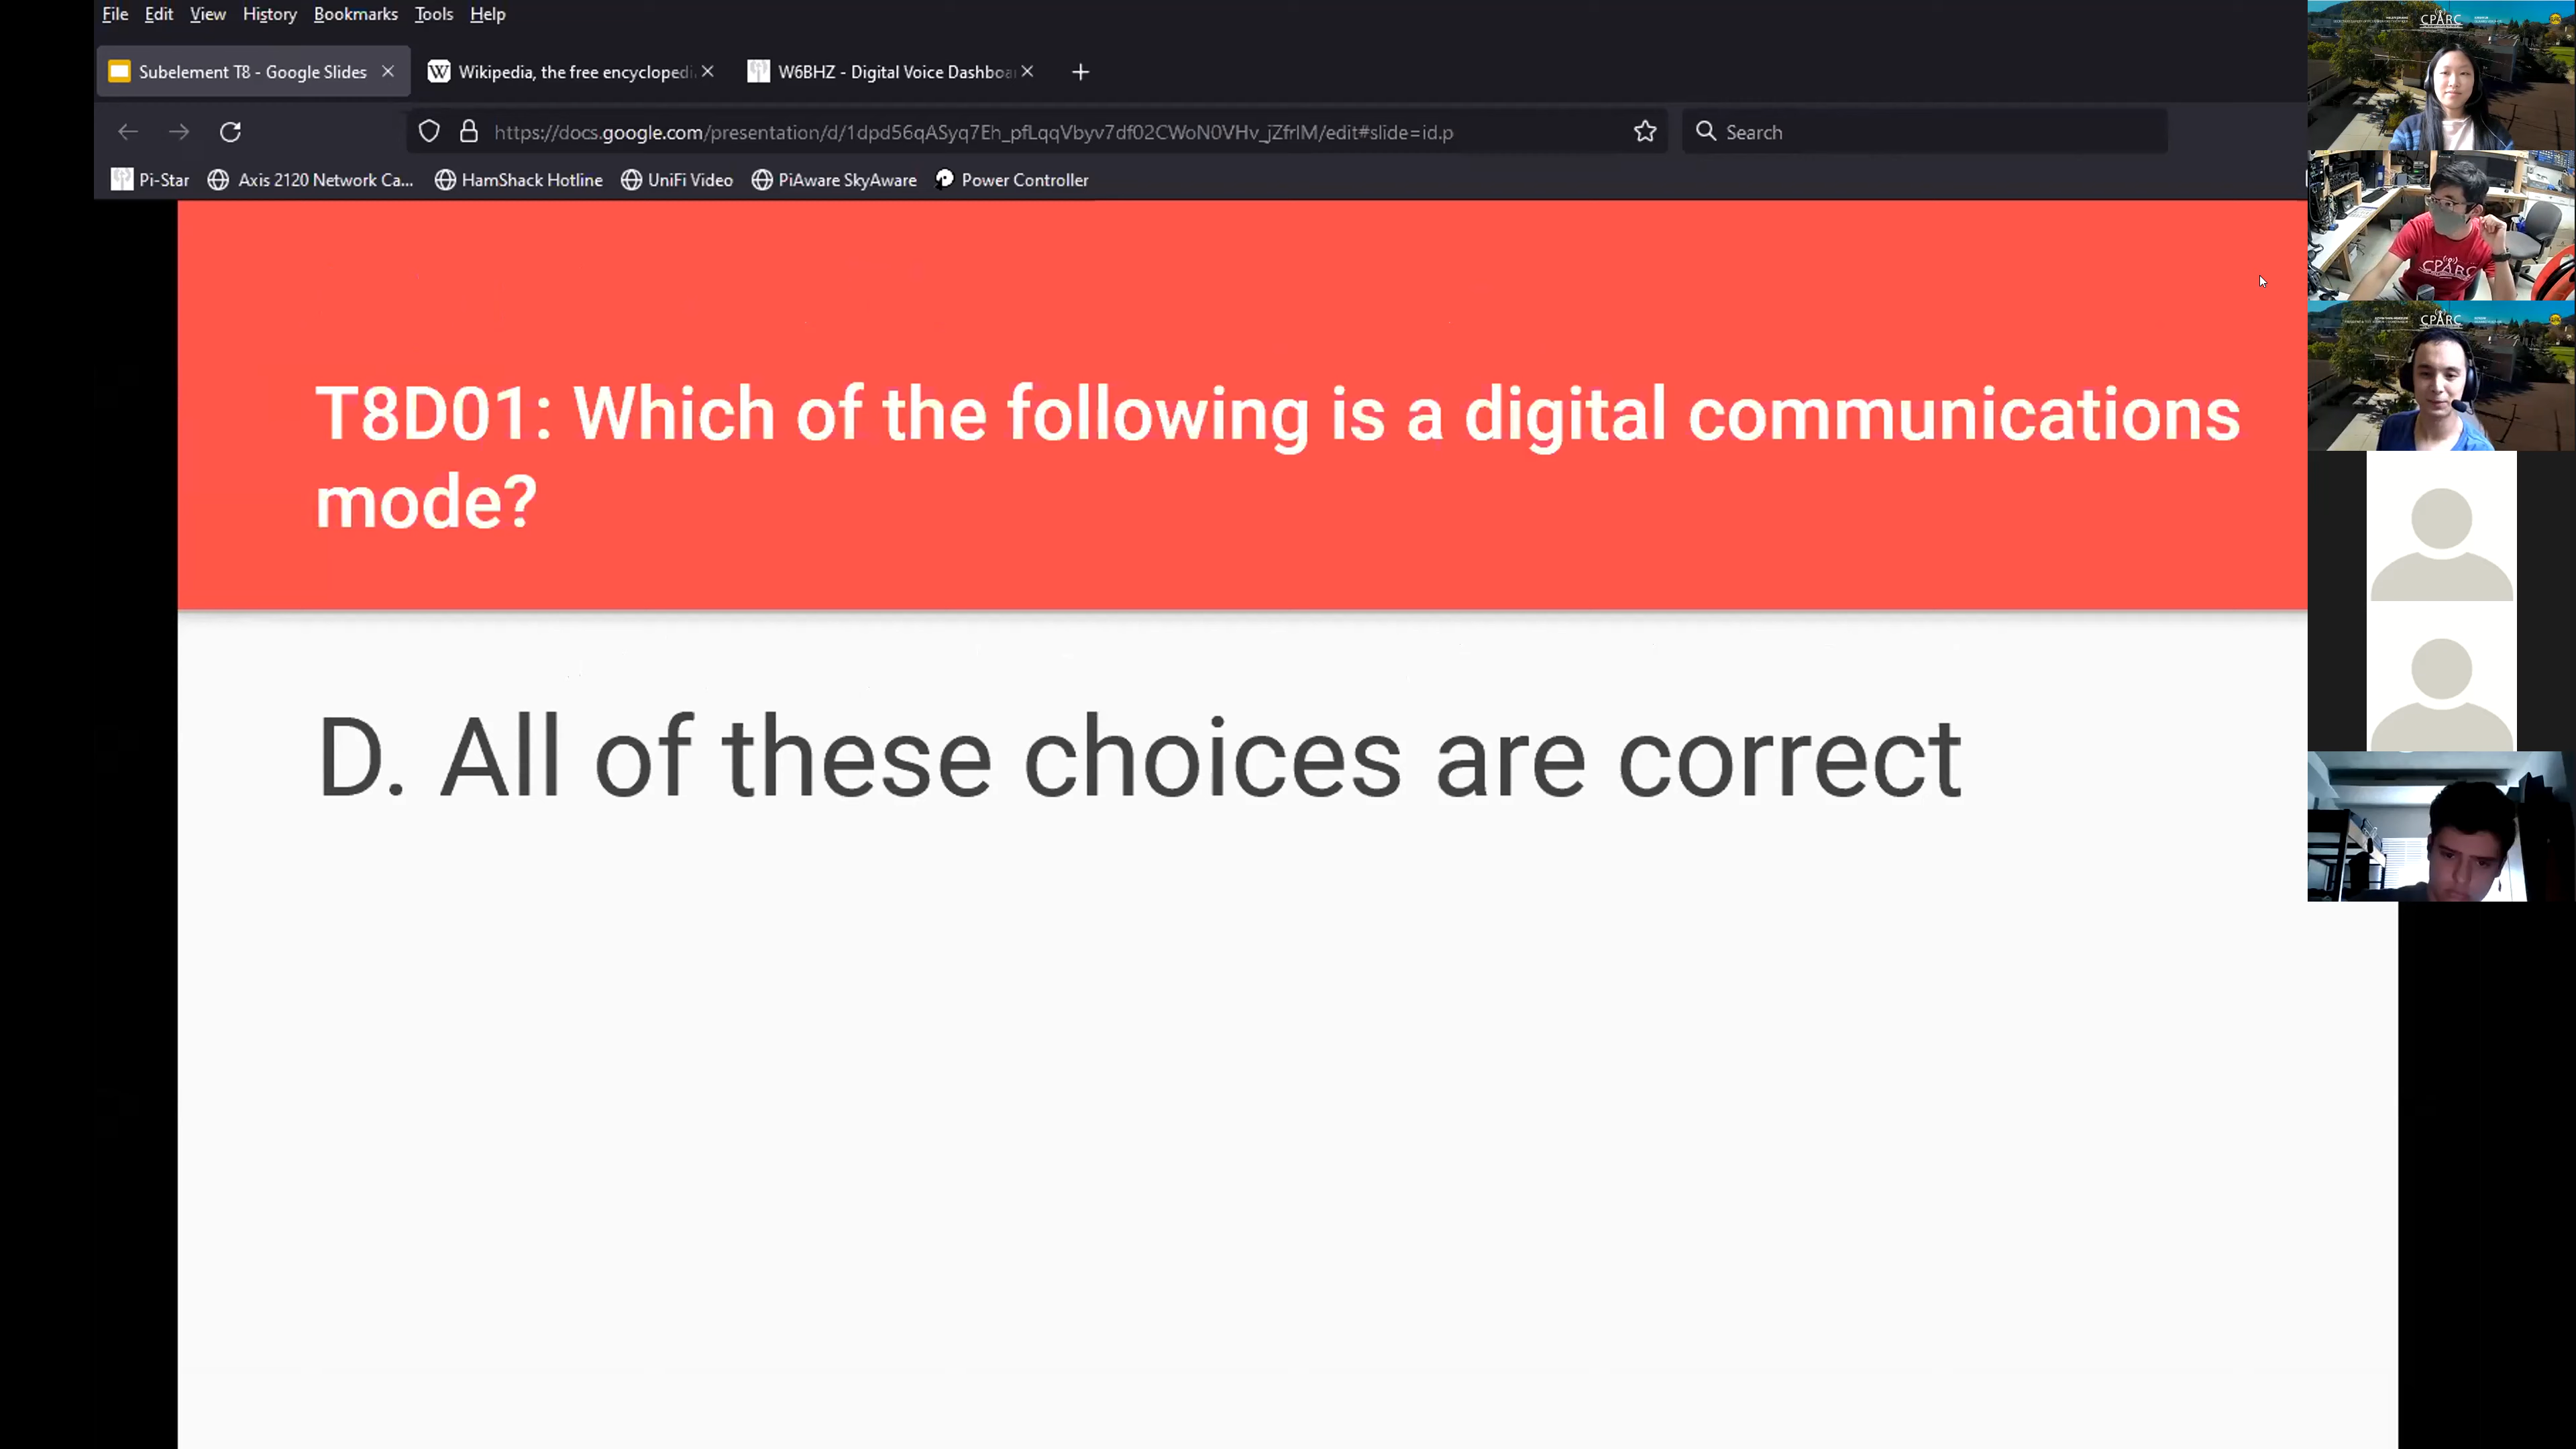 File Edit View History Bookmarks Tools Help
Subelement T8 - Google Slides
Wikipedia, the free encyclopedi
W6BHZ - Digital Voice Dashboa
https://docs.google.com/presentation/d/1dpd56qASyq7Eh_pfLqqVbyv7df02CWoN0VHv_jZfrlM/edit#slide=id.p
Search
Pi-Star Axis 2120 Network Ca... HamShack Hotline UniFi Video PiAware SkyAware Power Controller
T8D01: Which of the following is a digital communications
mode?
D. All of these choices are correct
CPARC
CPARC
CPARC